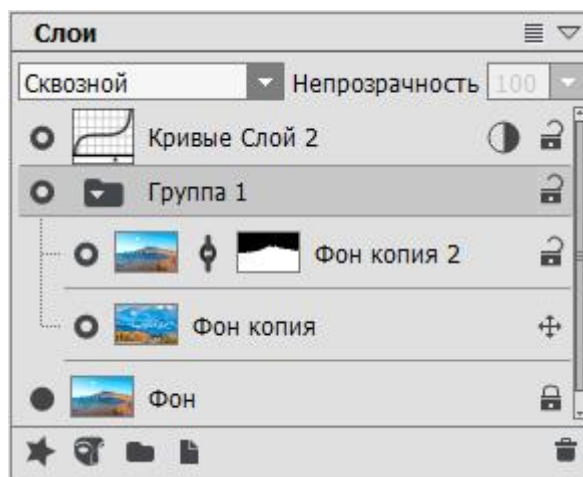 Слои
Сквозной Непрозрачность 100
Кривые Слой 2
Группа 1
Фон копия 2
Фон копия
Фон